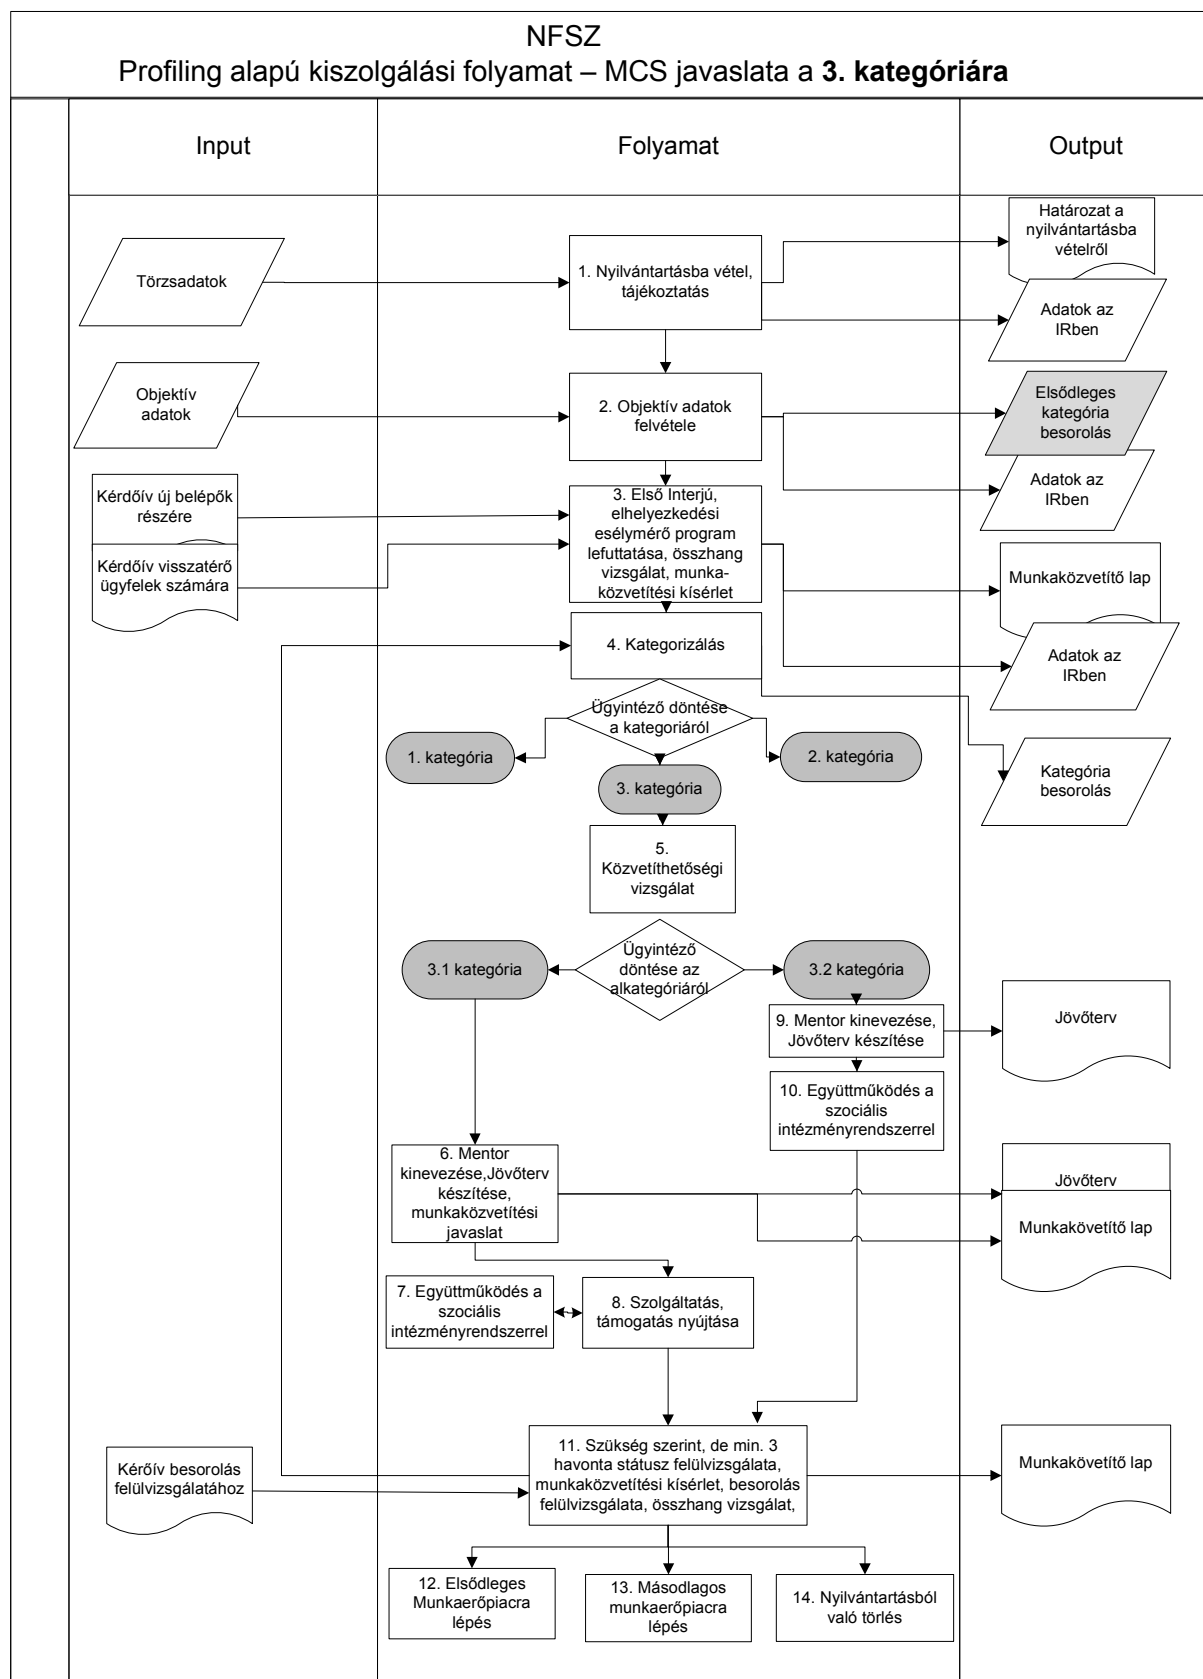 NFSZ
Profiling alapú kiszolgálási folyamat – MCS javaslata a 3. kategóriára
Input
Folyamat
Output
Törzsadatok
1. Nyilvántartásba vétel,
tájékoztatás
Határozat a
nyilvántartásba
vételről
Adatok az
IRben
Objektív
adatok
2. Objektív adatok
felvétele
Elsődleges
kategória
besorolás
Adatok az
IRben
Kérdőív új belépők
részére
Kérdőív visszatérő
ügyfelek számára
3. Első Interjú,
elhelyezkedési
esélymérő program
lefuttatása, összhang
vizsgálat, munka-
közvetítési kísérlet
Munkaközvetítő lap
Adatok az
IRben
4. Kategorizálás
Ügyintéző döntése
a kategoriáról
1. kategória
2. kategória
3. kategória
Kategória
besorolás
5.
Közvetíthetőségi
vizsgálat
Ügyintéző
döntése az
alkategóriáról
3.1 kategória
3.2 kategória
9. Mentor kinevezése,
Jövőterv készítése
Jövőterv
10. Együttműködés a
szociális
intézményrendszerrel
6. Mentor
kinevezése,Jövőterv
készítése,
munkaközvetítési
javaslat
Jövőterv
Munkakövetítő lap
7. Együttműködés a
szociális
intézményrendszerrel
8. Szolgáltatás,
támogatás nyújtása
Kérőív besorolás
felülvizsgálatához
11. Szükség szerint, de min. 3
havonta státusz felülvizsgálata,
munkaközvetítési kísérlet, besorolás
felülvizsgálata, összhang vizsgálat,
Munkakövetítő lap
12. Elsődleges
Munkaerőpiacra
lépés
13. Másodlagos
munkaerőpiacra
lépés
14. Nyilvántartásból
való törlés